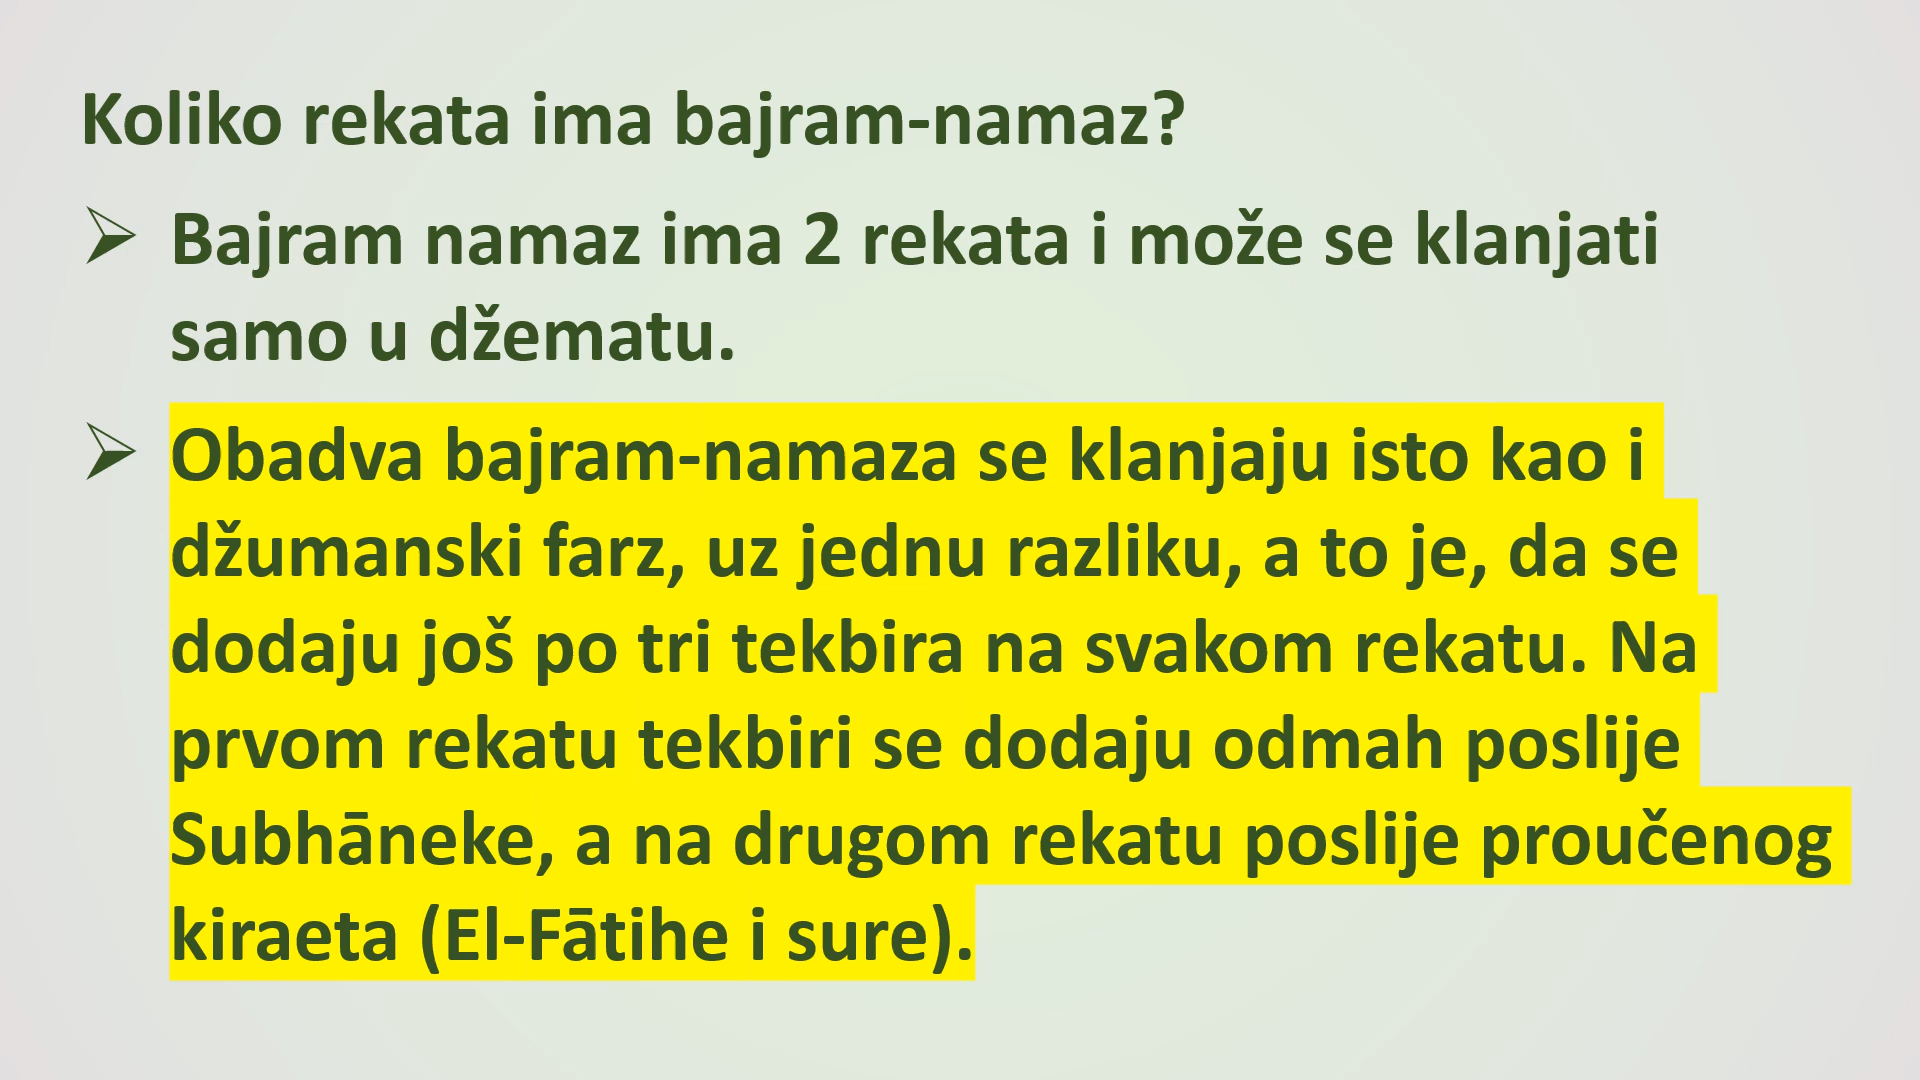 Koliko rekata ima bajram-namaz?
Bajram namaz ima 2 rekata i može se klanjati
samo u džematu.
Obadva bajram-namaza se klanjaju isto kao i
džumanski farz, uz jednu razliku, a to je, da se
dodaju još po tri tekbira na svakom rekatu. Na
prvom rekatu tekbiri se dodaju odmah poslije
Subhāneke, a na drugom rekatu poslije proučenog
kiraeta (El-Fātihe i sure).